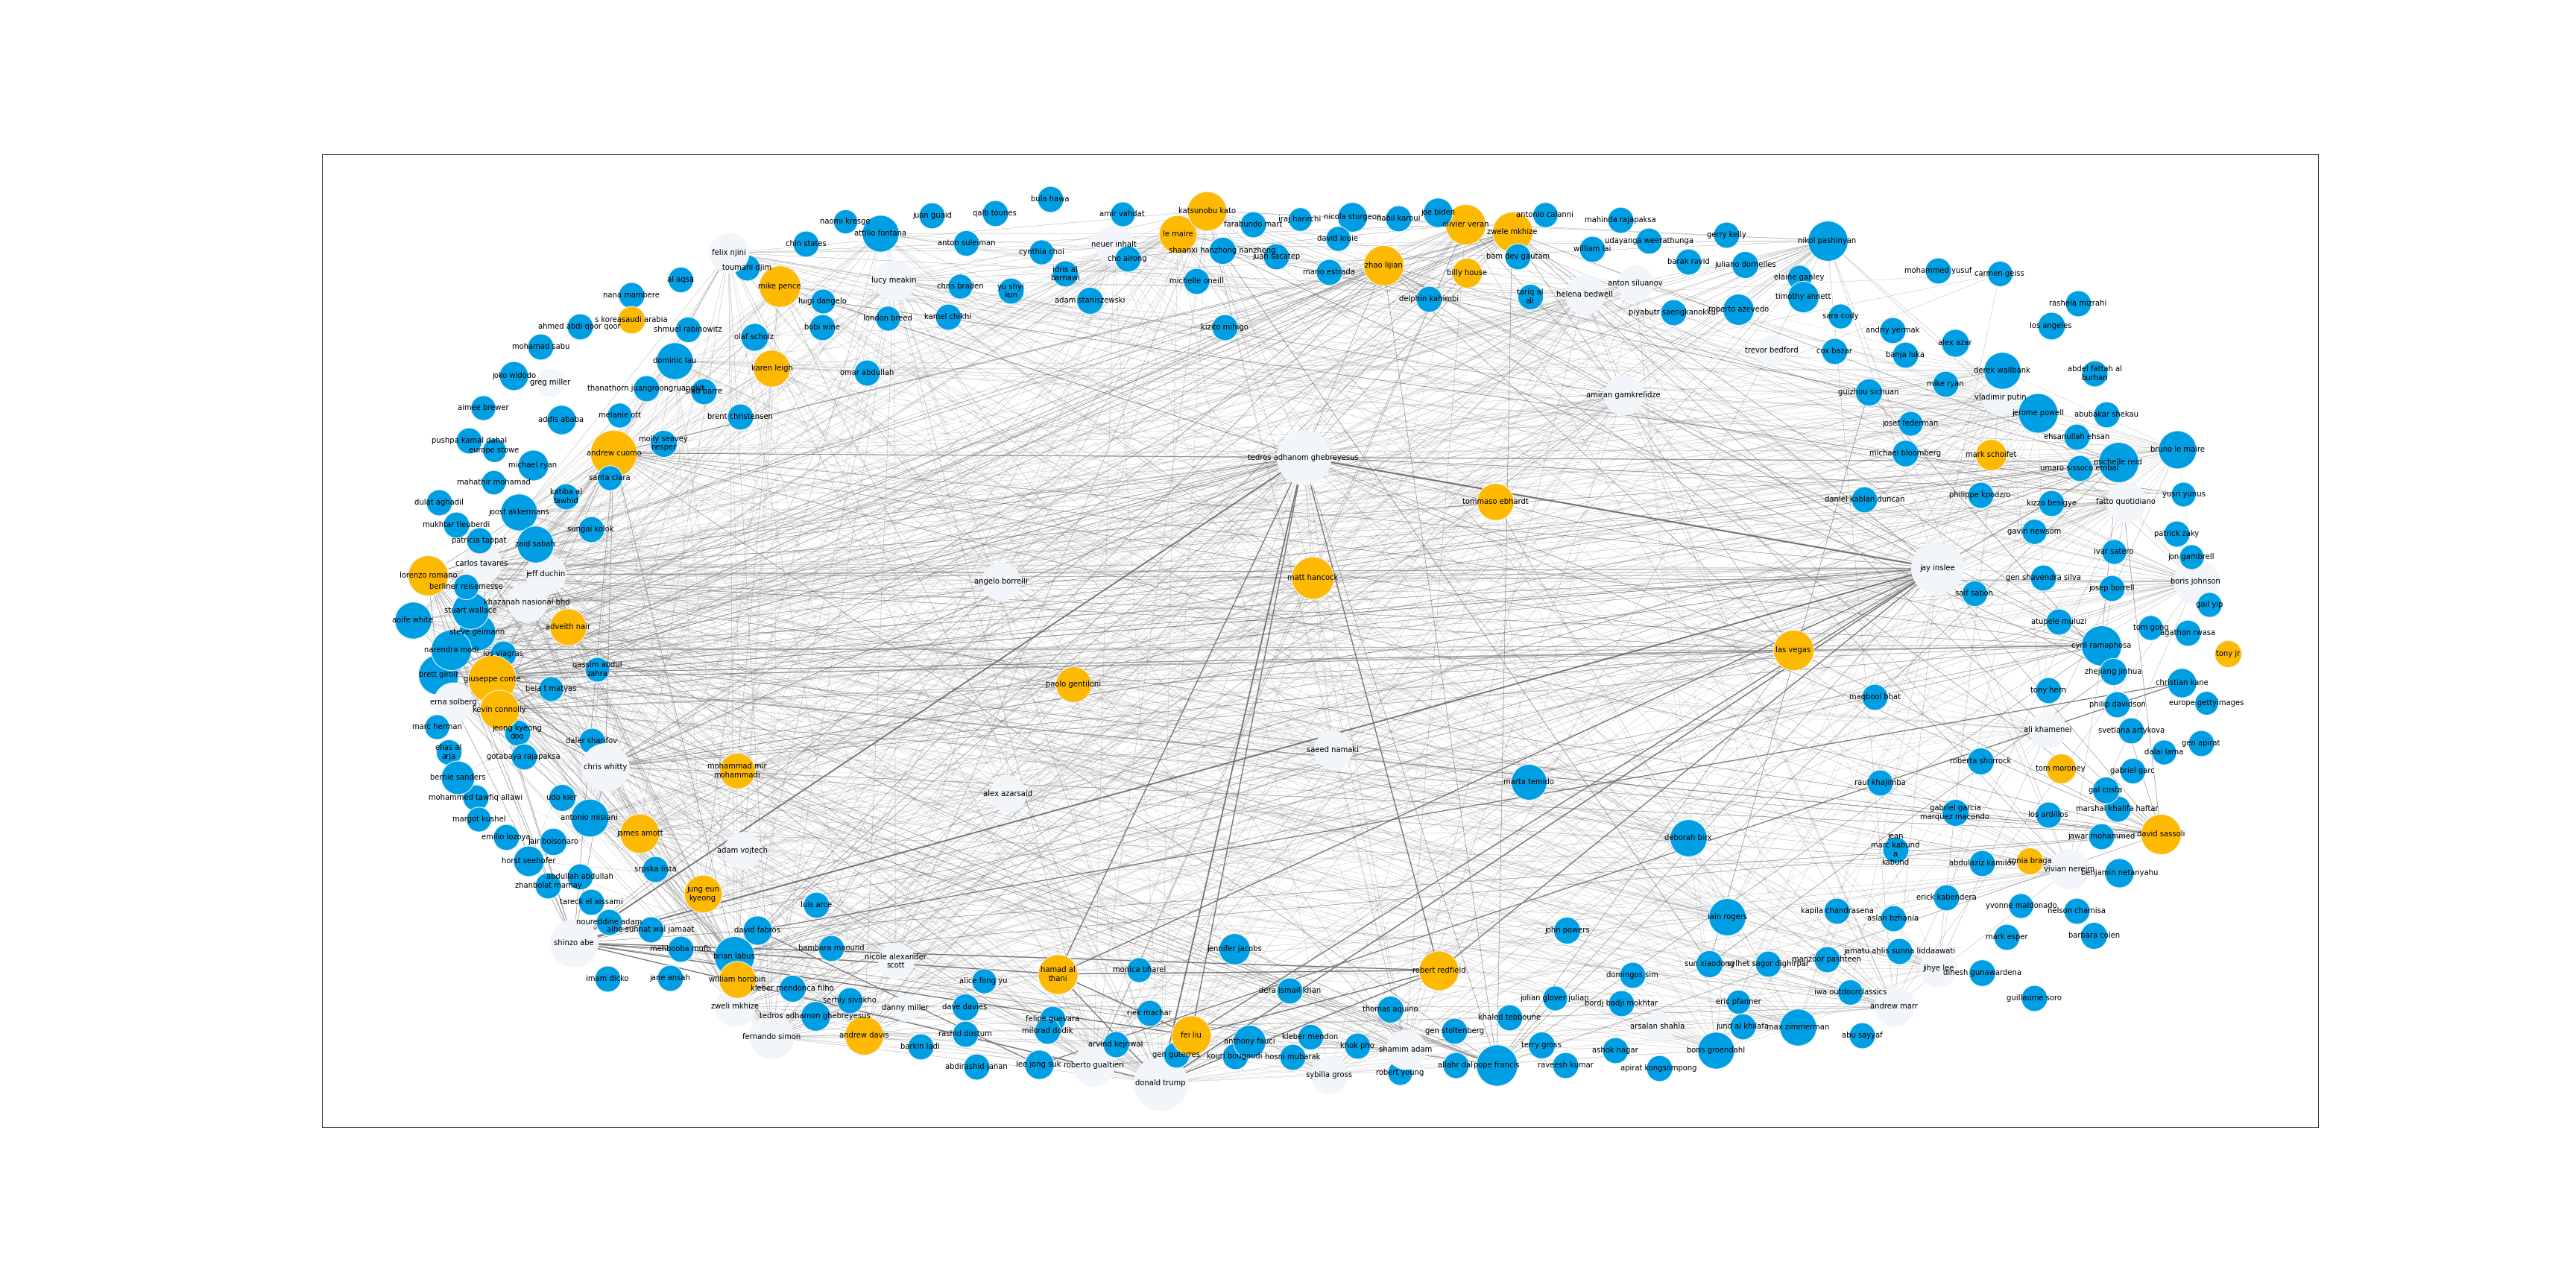 bula hawa
naomi kresge
juan guaid
qalb tounes
amir vahdat
katsunobu kato
farabundo mart
iraj harirchi
nicola sturgeon
nabil karoui
joe biden
antonio calanni
mahinda rajapaksa
attilio fontana
chin states
anton suleiman
neuer inhalt
le maire
david louie
olivier veran
zwele mkhize
udayanga weerathunga
gerry kelly
nikol pashinyan
felix njini
cynthia choi
cho airong
shaanxi hanzhong nanzheng
juan sacatep
william lai
bam dev gautam
barak ravid
juliano dornelles
toumani djim
al aqsa
idris al
barnawi
mario estrada
zhao lijian
billy house
elaine ganley
mohammed yusuf
carmen geiss
mike pence
lucy meakin
chris braden
yu shyi
kun
michelle oneill
anton siluanov
helena bedwell
tariq al
ali
timothy annett
nana mambere
luigi dangelo
adam staniszewski
delphin kahimbi
rashela mizrahi
s koreasaudi arabia
ahmed abdi qoor qoor
shmuel rabinowitz
bobi wine
london breed
kamel chikhi
kizito mihigo
piyabutr saengkanokkul
roberto azevedo
sara cody
andriy yermak
los angeles
olaf scholz
mohamad sabu
dominic lau
trevor bedford
cox bazar
banja luka
alex azar
karen leigh
omar abdullah
joko widodo
greg miller
derek wallbank
abdel fattah al
burhan
thanathorn juangroongruangkit
siad barre
amiran gamkrelidze
guizhou sichuan
mike ryan
vladimir putin
aimee brewer
addis ababa
melanie ott
brent christensen
jerome powell
abubakar shekau
josef federman
pushpa kamal dahal
europe stowe
molly seavey
nesper
ehsanullah ehsan
andrew cuomo
tedros adhanom ghebreyesus
michael bloomberg
mark schoifet
bruno le maire
michael ryan
michelle reid
umaro sissoco embal
mahathir mohamad
santa clara
katiba al
tawhid
dulat aghadil
tommaso ebhardt
daniel kablan duncan
philippe kpodzro
kizza besigye
fatto quotidiano
yusri yunus
joost akkermans
mukhtar tleuberdi
sungai kolok
gavin newsom
patrick zaky
patricia tappat
zaid sabah
ivar satero
jon gambrell
carlos tavares
jeff duchin
lorenzo romano
angelo borrelli
matt hancock
jay inslee
gen shavendra silva
boris johnson
berliner reisemesse
josep borrell
saif saboh
khazanah nasional bhd
stuart wallace
gail yip
aoife white
adveith nair
atupele muluzi
steve geimann
tom gong
agathon rwasa
narendra modi
los viagras
las vegas
cyril ramaphosa
tony jr
qassim abdul
zahra
brett giroir
giuseppe conte
paolo gentiloni
zhejiang jinhua
christian kane
bela t matyas
tony hern
maqbool bhat
erna solberg
kevin connolly
philip davidson
europe gettyimages
marc herman
jeong kyeong
doo
ali khamenei
svetlana artykova
daler sharifov
elias al
arja
gotabaya rajapaksa
saeed namaki
gen apirat
dalai lama
chris whitty
mohammad mir
mohammadi
roberta shorrock
tom moroney
gabriel garc
bernie sanders
marta temido
raul khajimba
gal costa
mohammed tawfiq allawi
udo kier
alex azarsaid
gabriel garcia
marquez macondo
marshal khalifa haftar
margot kushel
antonio misiani
los ardillos
emilio lozoya
james amott
deborah birx
jawar mohammed
david sassoli
jair bolsonaro
adam vojtech
jean
marc kabund
a
kabund
horst seehofer
srpska lista
abdulaziz kamilov
sonia braga
vivian nereim
benjamin netanyahu
abdullah abdullah
zhanbolat mamay
jung eun
kyeong
erick kabendera
tareck el aissami
luis arce
yvonne maldonado
nelson chamisa
noureddine adam
alhe sunnat wal jamaat
david fabros
iain rogers
kapila chandrasena
aslan bzhania
shinzo abe
mehbooba mufti
bambara maound
jennifer jacobs
john powers
mark esper
barbara colen
brian labus
nicole alexander
scott
jamatu ahlis sunna liddaawati
imam dicko
jane ansah
william horobin
alice fong yu
hamad al
thani
monica bharel
robert redfield
domingos sim
sun xiaodong
sylhet sagor dighirpar
manzoor pashteen
jihye lee
dinesh gunawardena
kleber mendonca filho
dera ismail khan
iwa outdoorclassics
guillaume soro
zweli mkhize
serhiy sivokho
danny miller
dave davies
julian glover julian
bordj badji mokhtar
eric pfanner
andrew marr
tedros adhamon ghebreyesus
felipe guevara
riek machar
thomas aquino
khaled tebboune
fernando simon
andrew davis
rashid dostum
milorad dodik
fei liu
gen stoltenberg
arsalan shahla
jund al khilafa
max zimmerman
abu sayyaf
barkin ladi
arvind kejriwal
anthony fauci
kleber mendon
khok pho
shamim adam
terry gross
ashok nagar
boris groendahl
gen guterres
kouri bougoudi
hosni mubarak
abdirashid janan
lee jong suk
roberto gualtieri
donald trump
sybilla gross
robert young
allahr dal
pope francis
raveesh kumar
apirat kongsompong